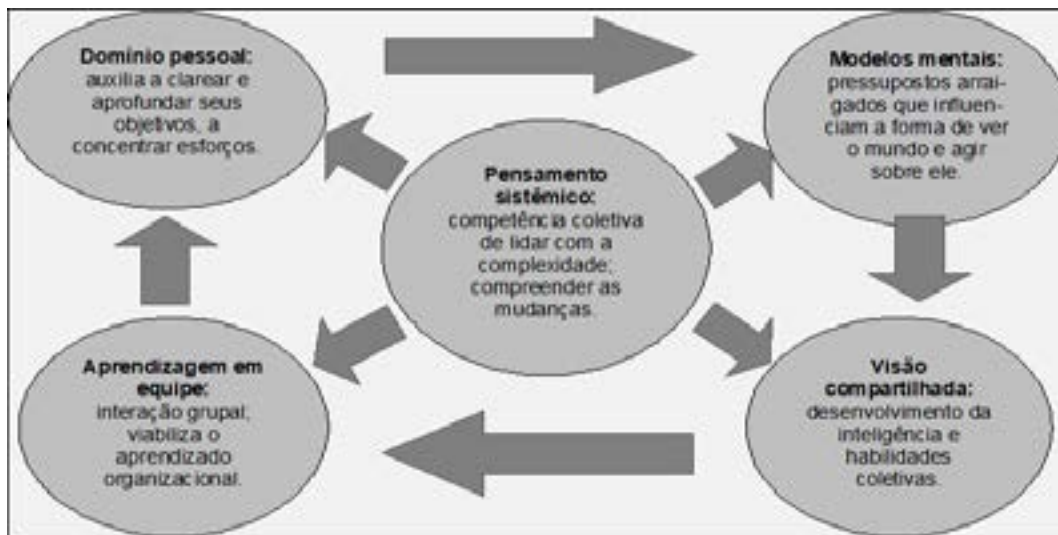 Domínio pessoal:
auxilia a clarear e
aprofundar seus
objetivos, a
concentrar esforços.
Modelos mentais:
pressupostos arrai-
gados que influen-
ciam a forma de ver
o mundo e agir
sobre ele.
Pensamento
sistêmico:
competência coletiva
de lidar com a
complexidade;
compreender as
mudanças.
Aprendizagem em
equipe:
interação grupal;
viabiliza o
aprendizado
organizacional.
Visão
compartilhada:
desenvolvimento da
inteligência e
habilidades
coletivas.